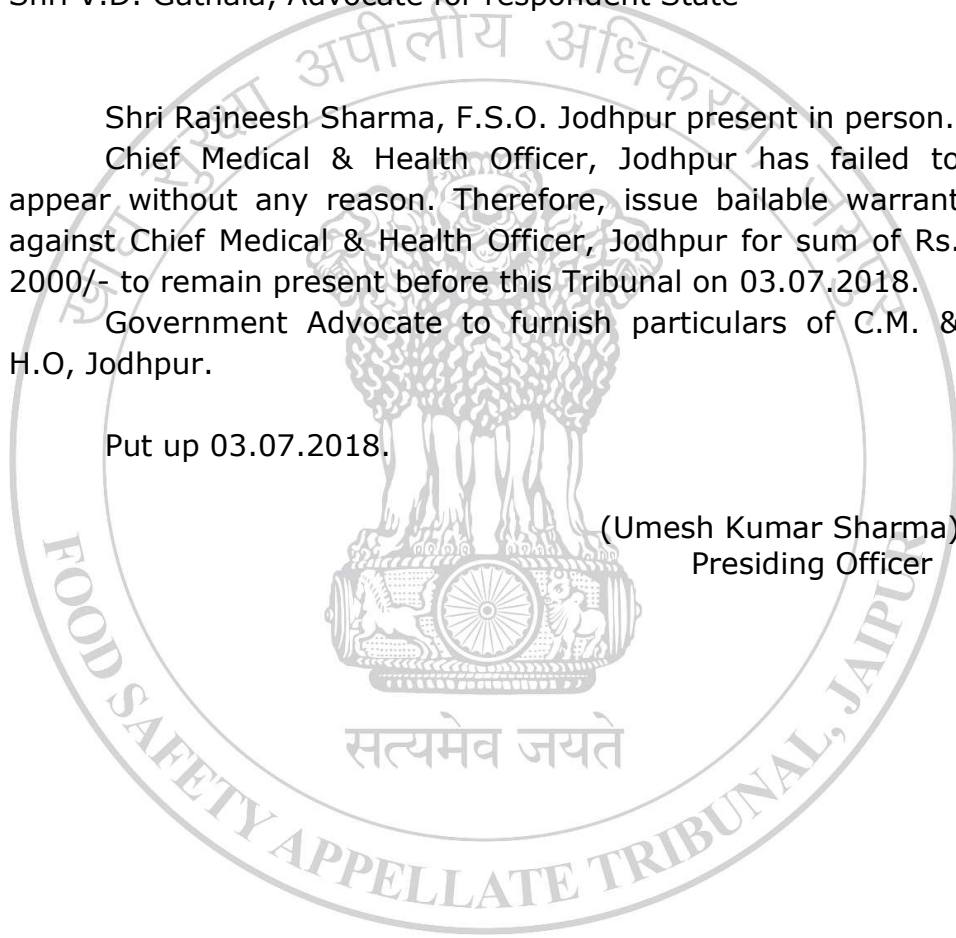 Shri V.D. Gathala, Advocate for respondent State
Shri Rajneesh Sharma, F.S.O. Jodhpur present in person.
Chief Medical & Health Officer, Jodhpur has failed to
appear without any reason. Therefore, issue bailable warrant
against Chief Medical & Health Officer, Jodhpur for sum of Rs.
2000/- to remain present before this Tribunal on 03.07.2018.
Government Advocate to furnish particulars of C.M. &
H.O, Jodhpur.
Put up 03.07.2018.
(Umesh Kumar Sharma)
Presiding Officer
खाद्य सुरक्षा अपीलीय अधिकरण, जयपुर
सत्यमेव जयते
FOOD SAFETY APPELLATE TRIBUNAL, JAIPUR